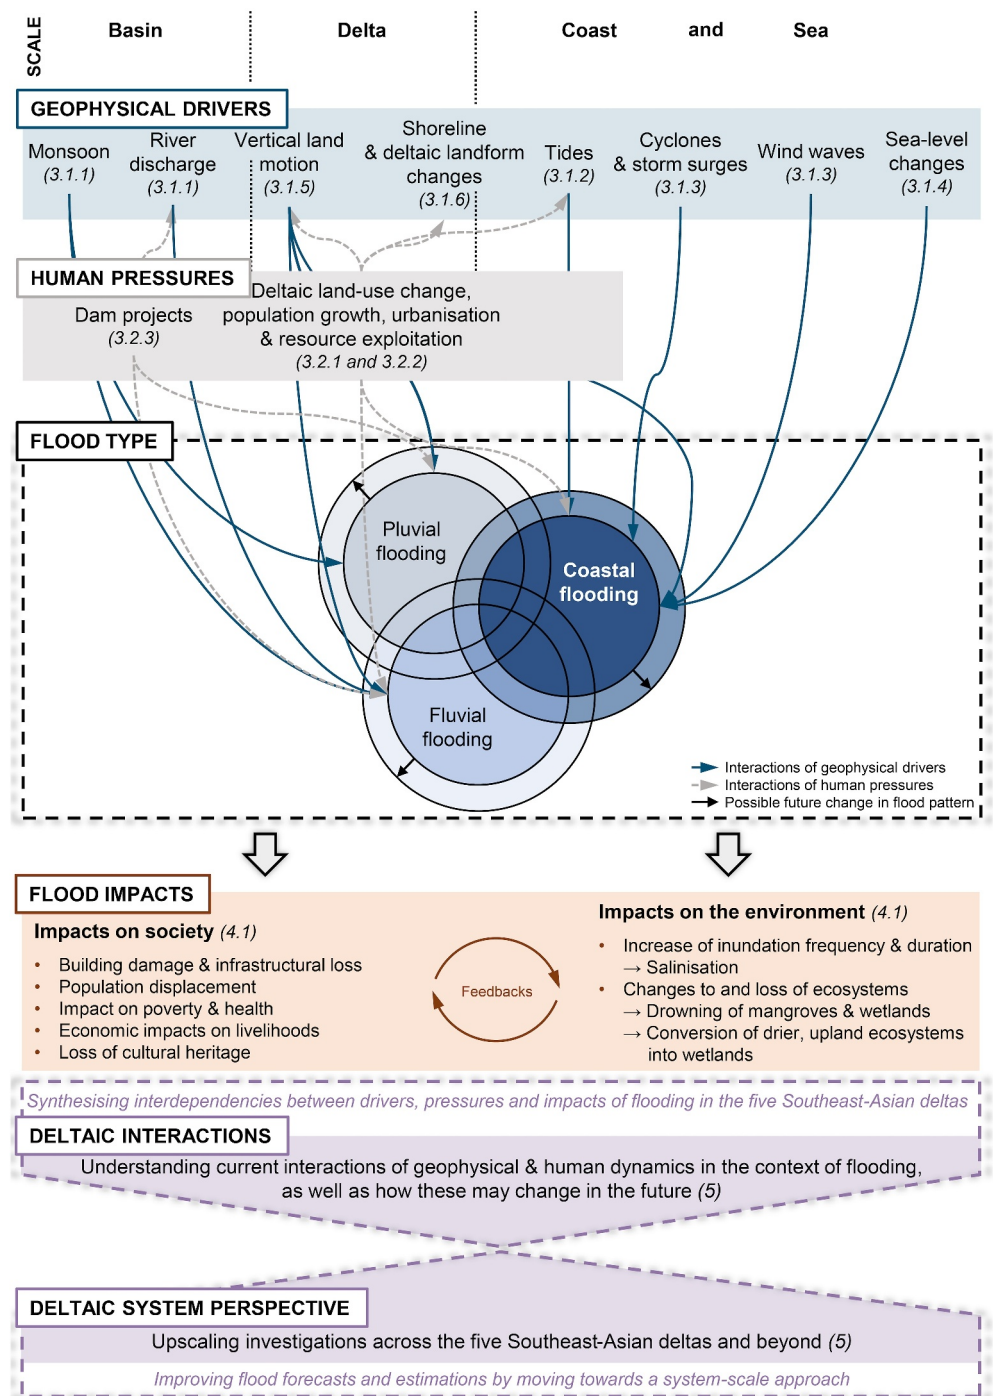 SCALE
Basin
Delta
Coast and Sea
GEOPHYSICAL DRIVERS
Monsoon
(3.1.1)
River
discharge
(3.1.1)
Vertical land
motion
(3.1.5)
Shoreline
& deltaic landform
changes
(3.1.6)
Tides
(3.1.2)
Cyclones
& storm surges
(3.1.3)
Wind waves
(3.1.3)
Sea-level
changes
(3.1.4)
HUMAN PRESSURES
Dam projects
(3.2.3)
Deltaic land-use change,
population growth, urbanisation
& resource exploitation
(3.2.1 and 3.2.2)
FLOOD TYPE
Pluvial
flooding
Coastal
flooding
Fluvial
flooding
Interactions of geophysical drivers
Interactions of human pressures
Possible future change in flood pattern
FLOOD IMPACTS
Impacts on society (4.1)
• Building damage & infrastructural loss
• Population displacement
• Impact on poverty & health
• Economic impacts on livelihoods
• Loss of cultural heritage
Feedbacks
Impacts on the environment (4.1)
• Increase of inundation frequency & duration
→ Salinisation
• Changes to and loss of ecosystems
→ Drowning of mangroves & wetlands
→ Conversion of drier, upland ecosystems
into wetlands
Synthesising interdependencies between drivers, pressures and impacts of flooding in the five Southeast-Asian deltas
DELTAIC INTERACTIONS
Understanding current interactions of geophysical & human dynamics in the context of flooding,
as well as how these may change in the future (5)
DELTAIC SYSTEM PERSPECTIVE
Upscaling investigations across the five Southeast-Asian deltas and beyond (5)
Improving flood forecasts and estimations by moving towards a system-scale approach